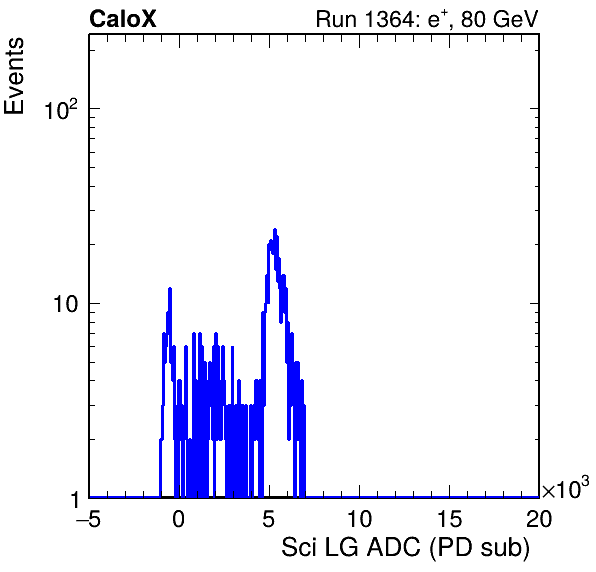 CaloX Run 1364: e⁺, 80 GeV
Events
10²
10
1
−5 0 5 10 15 20
×10³
Sci LG ADC (PD sub)